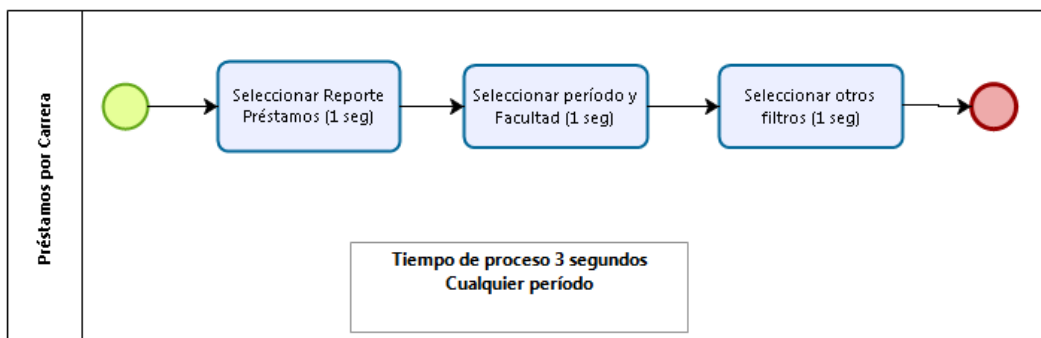 Préstamos por Carrera
Seleccionar Reporte
Préstamos (1 seg)
Seleccionar período y
Facultad (1 seg)
Seleccionar otros
filtros (1 seg)
Tiempo de proceso 3 segundos
Cualquier período